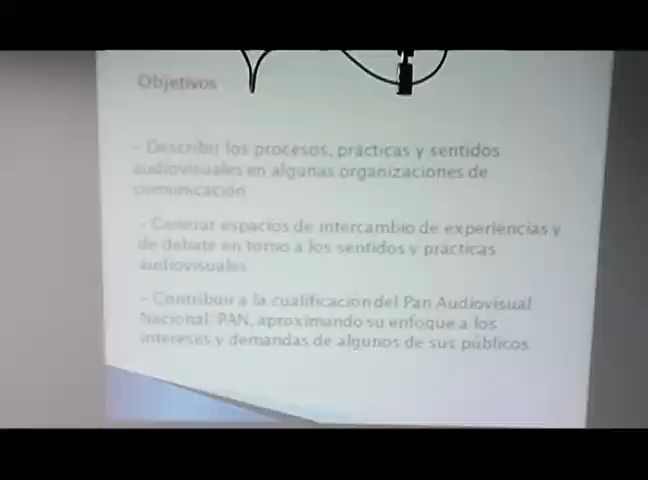 Objetivos
- Describir los procesos, prácticas y sentidos
audiovisuales en algunas organizaciones de
comunicación
- Generar espacios de intercambio de experiencias y
de debate en torno a los sentidos y prácticas
audiovisuales
- Contribuir a la cualificación del Pan Audiovisual
Nacional, PAN, aproximando su enfoque a los
intereses y demandas de algunos de sus públicos